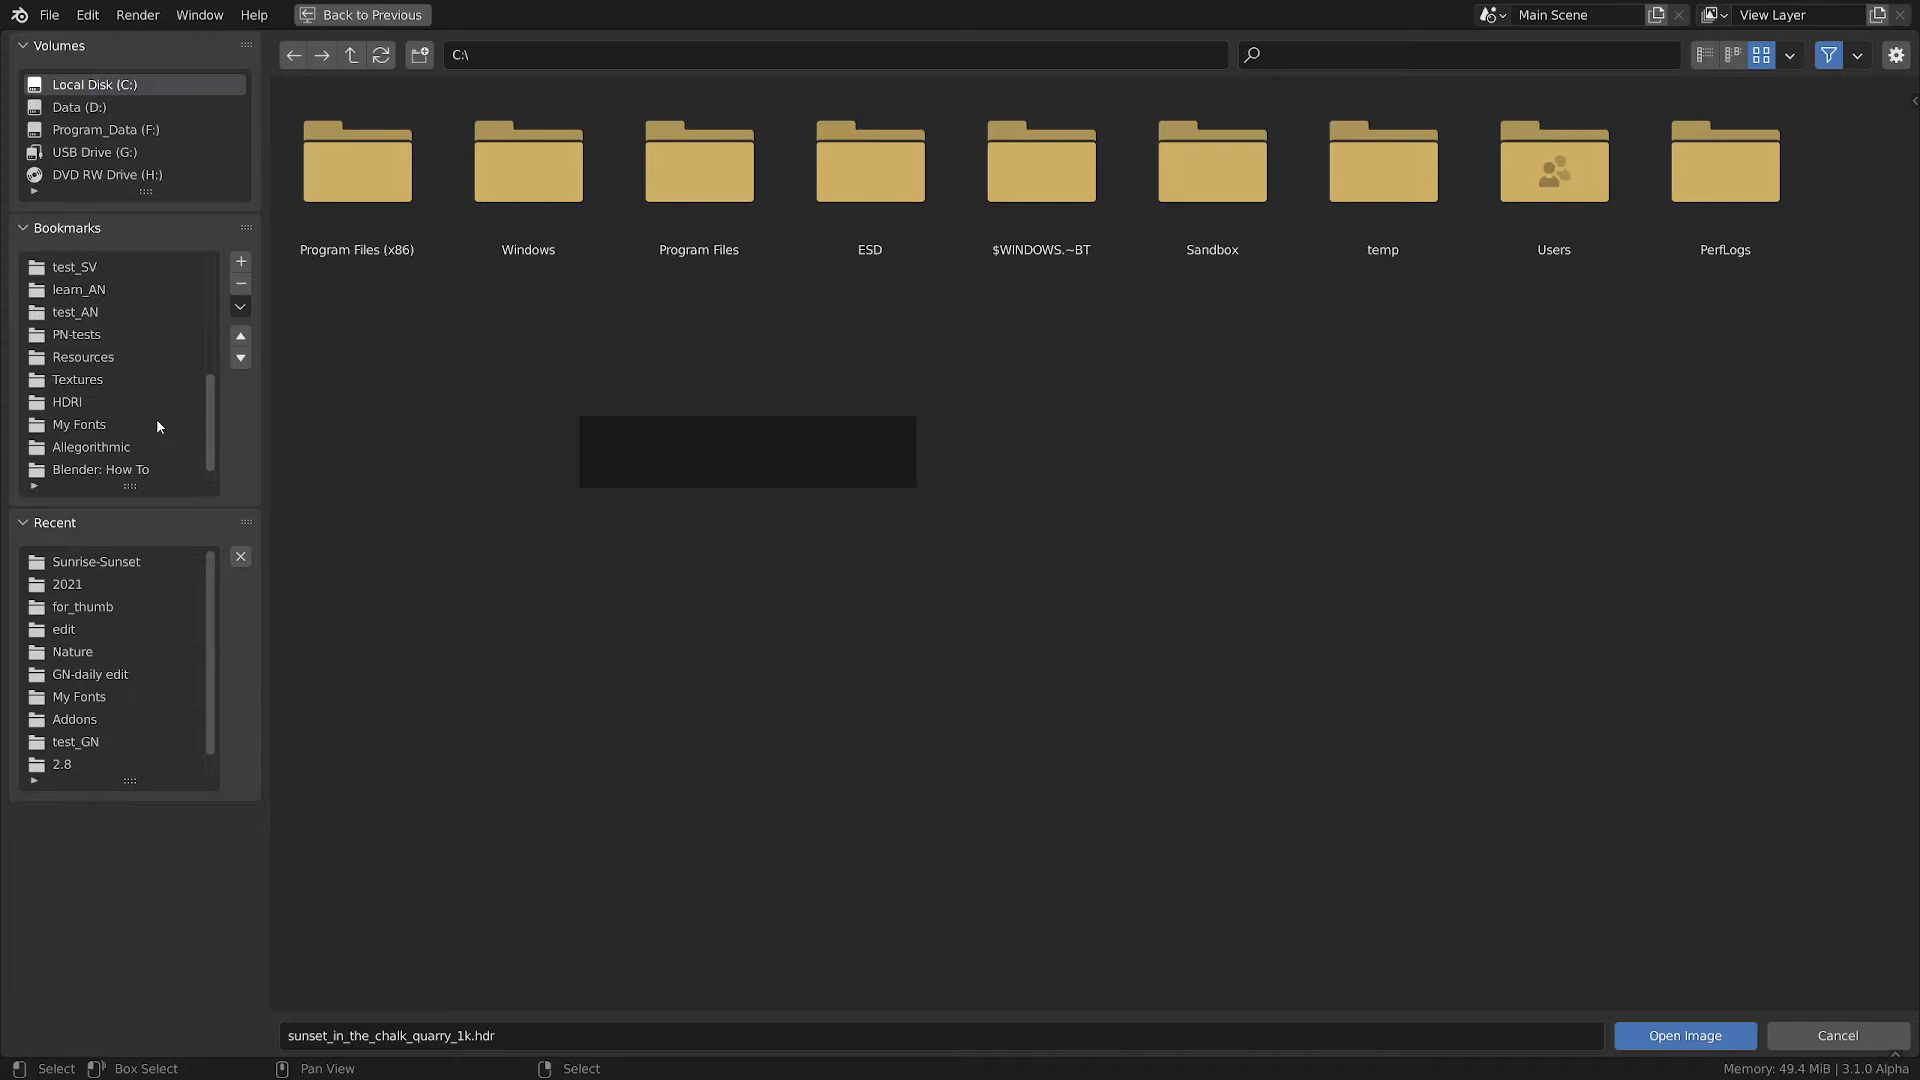 File Edit Render Window Help Back to Previous Main Scene View Layer
Volumes
Local Disk (C:)
Data (D:)
Program_Data (F:)
USB Drive (G:)
DVD RW Drive (H:)
Bookmarks
test_SV
learn_AN
test_AN
PN-tests
Resources
Textures
HDRI
My Fonts
Allegorithmic
Blender: How To
Recent
Sunrise-Sunset
2021
for_thumb
edit
Nature
GN-daily edit
My Fonts
Addons
test_GN
2.8
C:\
Program Files (x86) Windows Program Files ESD $WINDOWS.~BT Sandbox temp Users PerfLogs
sunset_in_the_chalk_quarry_1k.hdr Open Image Cancel
Select Box Select Pan View Select Memory: 49.4 MiB | 3.1.0 Alpha